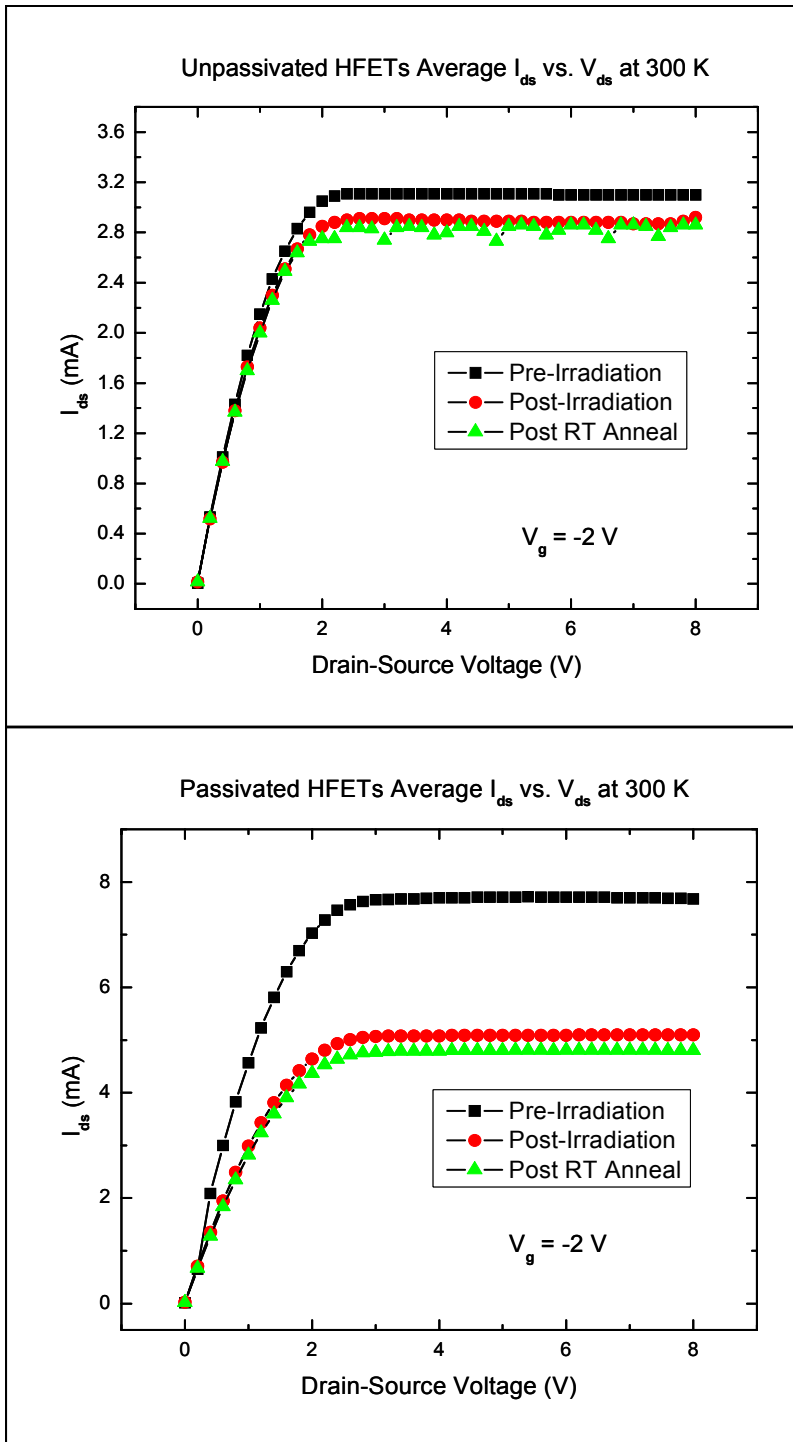 Unpassivated HFETs Average Ids vs. Vds at 300 K
3.6
3.2
2.8
2.4
2.0
1.6
1.2
0.8
0.4
0.0
Ids (mA)
Pre-Irradiation
Post-Irradiation
Post RT Anneal
Vg = -2 V
0 2 4 6 8
Drain-Source Voltage (V)
Passivated HFETs Average Ids vs. Vds at 300 K
8
6
4
2
0
Ids (mA)
Pre-Irradiation
Post-Irradiation
Post RT Anneal
Vg = -2 V
0 2 4 6 8
Drain-Source Voltage (V)